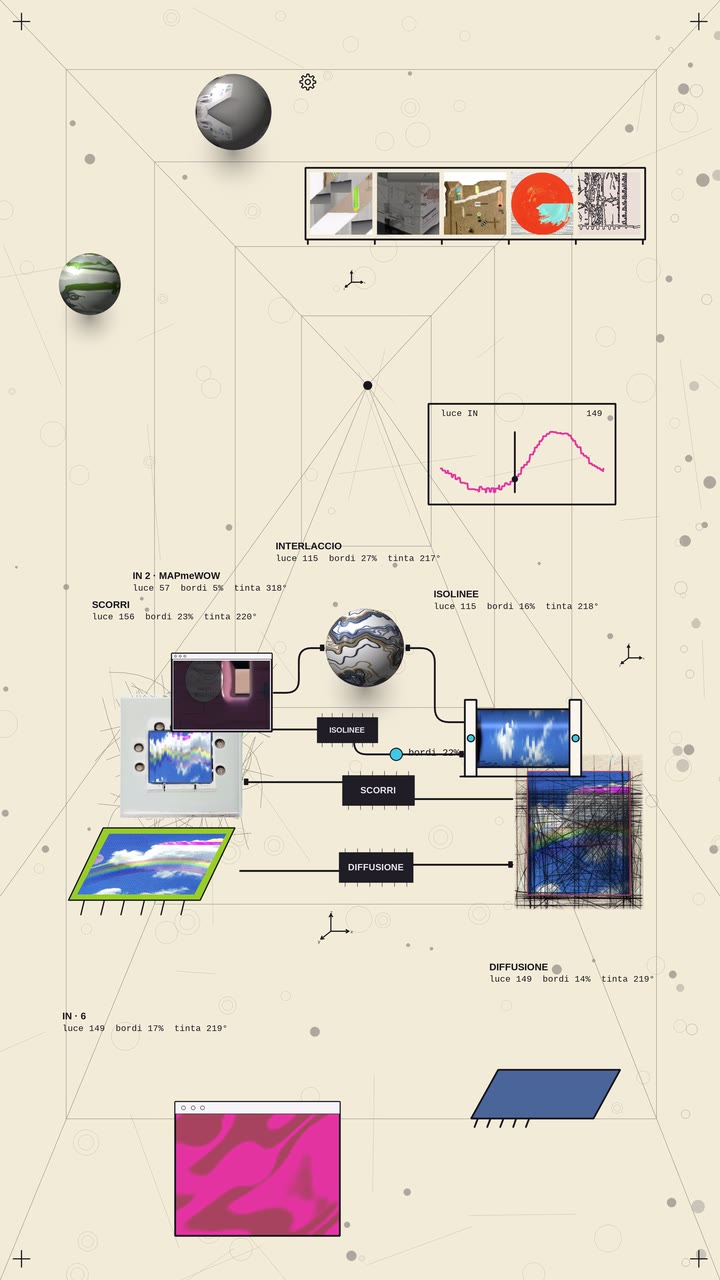 luce IN 149
INTERLACCIO
luce 115 bordi 27% tinta 217°
IN 2 · MAPmeWOW
luce 57 bordi 5% tinta 318°
ISOLINEE
luce 115 bordi 16% tinta 218°
SCORRI
luce 156 bordi 23% tinta 220°
ISOLINEE
bordi 22%
SCORRI
DIFFUSIONE
DIFFUSIONE
luce 149 bordi 14% tinta 219°
IN · 6
luce 149 bordi 17% tinta 219°